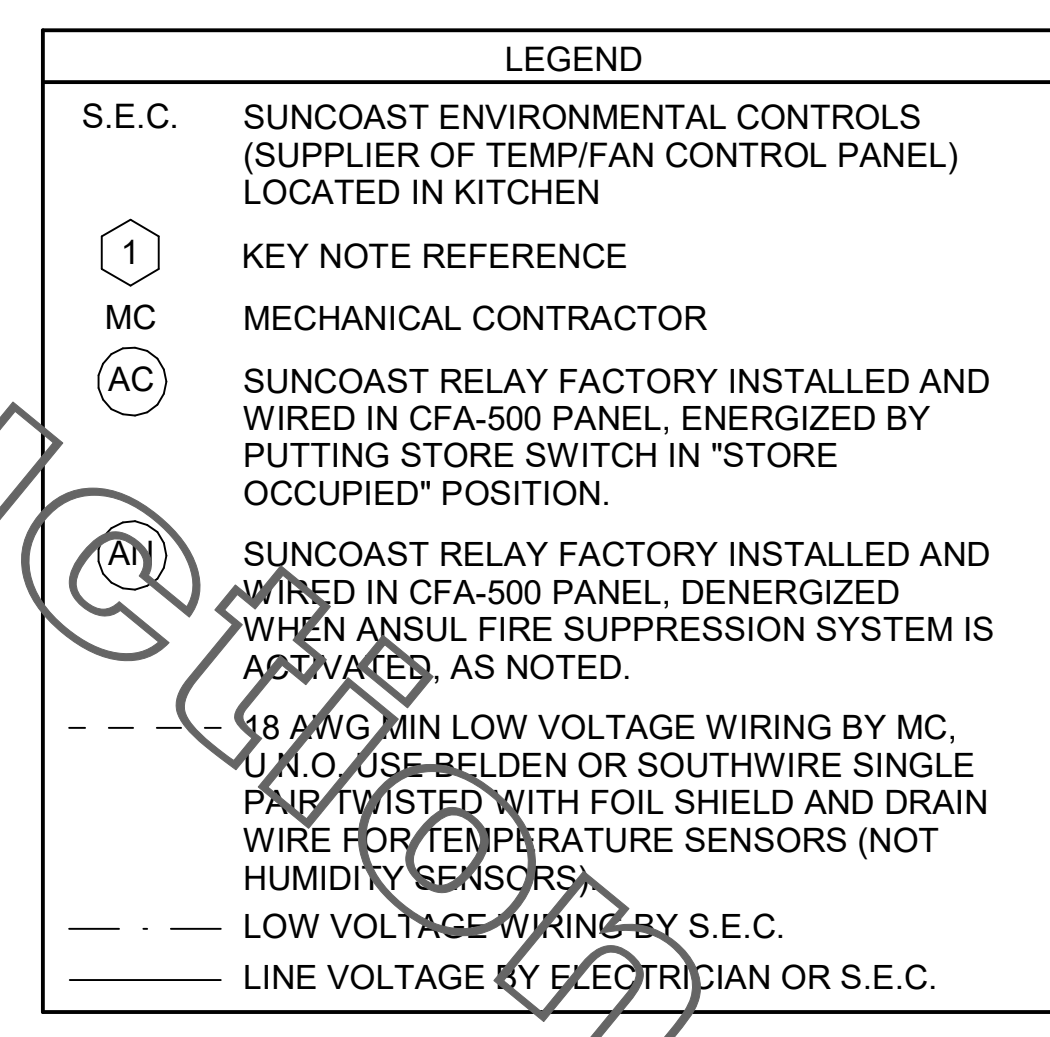 LEGEND
S.E.C. SUNCOAST ENVIRONMENTAL CONTROLS
(SUPPLIER OF TEMP/FAN CONTROL PANEL)
LOCATED IN KITCHEN
1 KEY NOTE REFERENCE
MC MECHANICAL CONTRACTOR
AC SUNCOAST RELAY FACTORY INSTALLED AND
WIRED IN CFA-500 PANEL, ENERGIZED BY
PUTTING STORE SWITCH IN "STORE
OCCUPIED" POSITION.
AN SUNCOAST RELAY FACTORY INSTALLED AND
WIRED IN CFA-500 PANEL, DENERGIZED
WHEN ANSUL FIRE SUPPRESSION SYSTEM IS
ACTIVATED, AS NOTED.
18 AWG MIN LOW VOLTAGE WIRING BY MC,
U.N.O. USE BELDEN OR SOUTHWIRE SINGLE
PAIR TWISTED WITH FOIL SHIELD AND DRAIN
WIRE FOR TEMPERATURE SENSORS (NOT
HUMIDITY SENSORS).
LOW VOLTAGE WIRING BY S.E.C.
LINE VOLTAGE BY ELECTRICIAN OR S.E.C.
uction